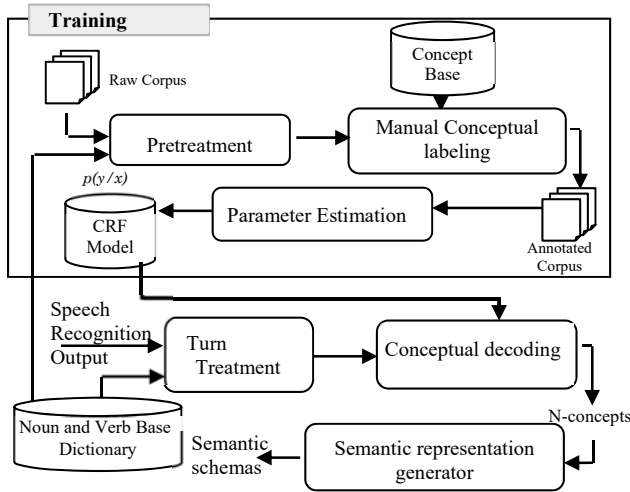 Training
Raw Corpus
Concept
Base
Pretreatment
Manual Conceptual
labeling
p(y/x)
CRF
Model
Parameter Estimation
Annotated
Corpus
Speech
Recognition
Output
Turn
Treatment
Conceptual decoding
Noun and Verb Base
Dictionary
N-concepts
Semantic
schemas
Semantic representation
generator